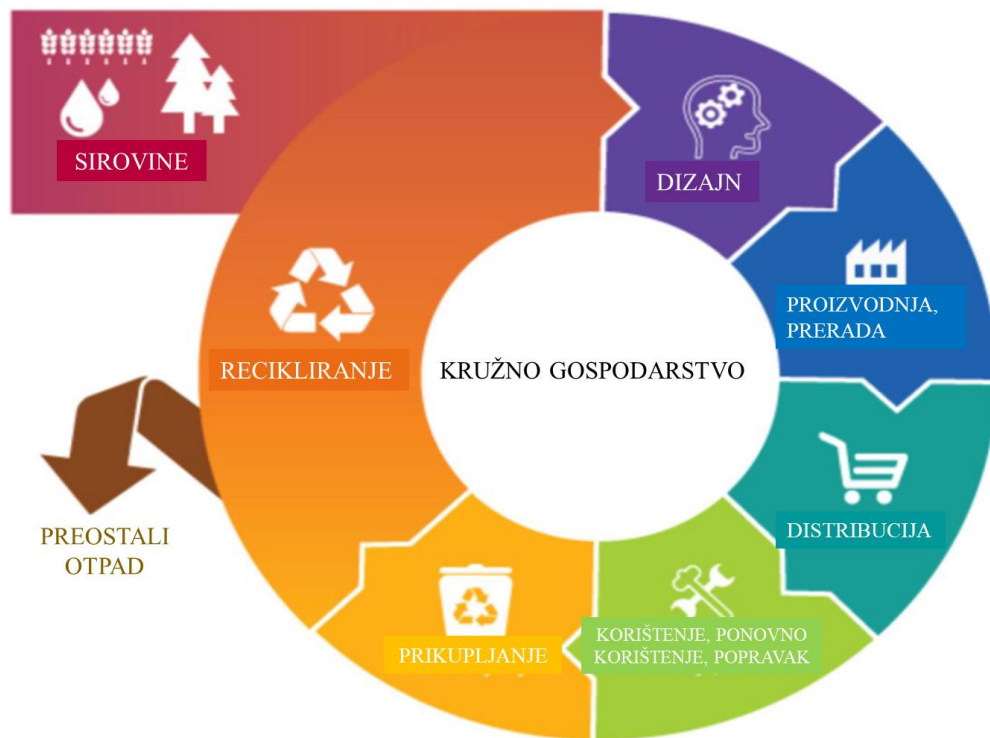 SIROVINE
DIZAJN
PROIZVODNJA,
PRERADA
RECIKLIRANJE
KRUŽNO GOSPODARSTVO
DISTRIBUCIJA
PREOSTALI
OTPAD
KORIŠTENJE, PONOVNO
KORIŠTENJE, POPRAVAK
PRIKUPLJANJE